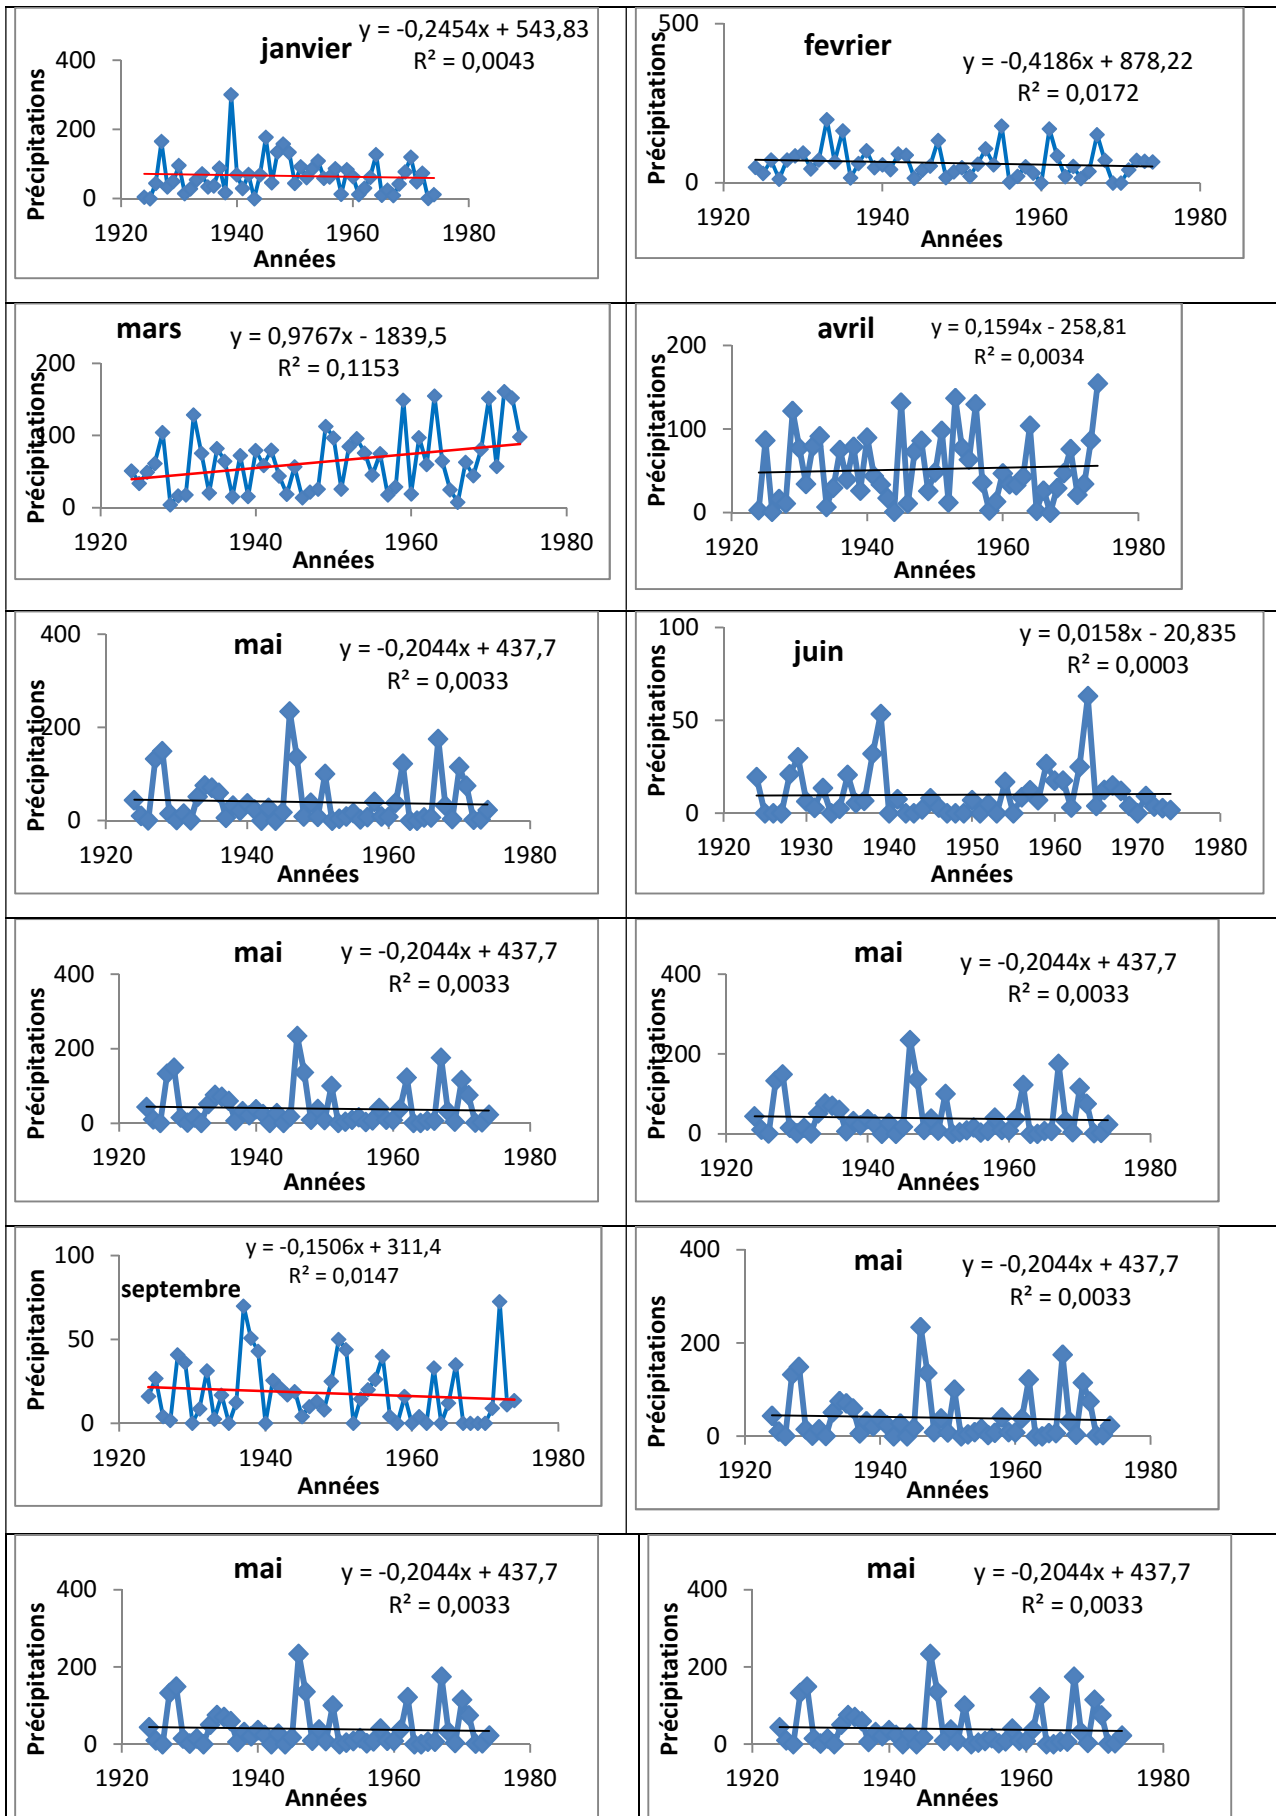 janvier
y = -0,2454x + 543,83
R² = 0,0043
Précipitations
400
200
0
1920 1940 1960 1980
Années
fevrier
y = -0,4186x + 878,22
R² = 0,0172
Précipitations
500
0
1920 1940 1960 1980
Années
mars
y = 0,9767x - 1839,5
R² = 0,1153
Précipitations
200
100
0
1920 1940 1960 1980
Années
avril
y = 0,1594x - 258,81
R² = 0,0034
Précipitations
200
100
0
1920 1940 1960 1980
Années
mai
y = -0,2044x + 437,7
R² = 0,0033
Précipitations
400
200
0
1920 1940 1960 1980
Années
juin
y = 0,0158x - 20,835
R² = 0,0003
Précipitations
100
50
0
1920 1930 1940 1950 1960 1970 1980
Années
mai
y = -0,2044x + 437,7
R² = 0,0033
Précipitations
400
200
0
1920 1940 1960 1980
Années
mai
y = -0,2044x + 437,7
R² = 0,0033
Précipitations
400
200
0
1920 1940 1960 1980
Années
septembre
y = -0,1506x + 311,4
R² = 0,0147
Précipitation
100
50
0
1920 1940 1960 1980
Années
mai
y = -0,2044x + 437,7
R² = 0,0033
Précipitations
400
200
0
1920 1940 1960 1980
Années
mai
y = -0,2044x + 437,7
R² = 0,0033
Précipitations
400
200
0
1920 1940 1960 1980
Années
mai
y = -0,2044x + 437,7
R² = 0,0033
Précipitations
400
200
0
1920 1940 1960 1980
Années